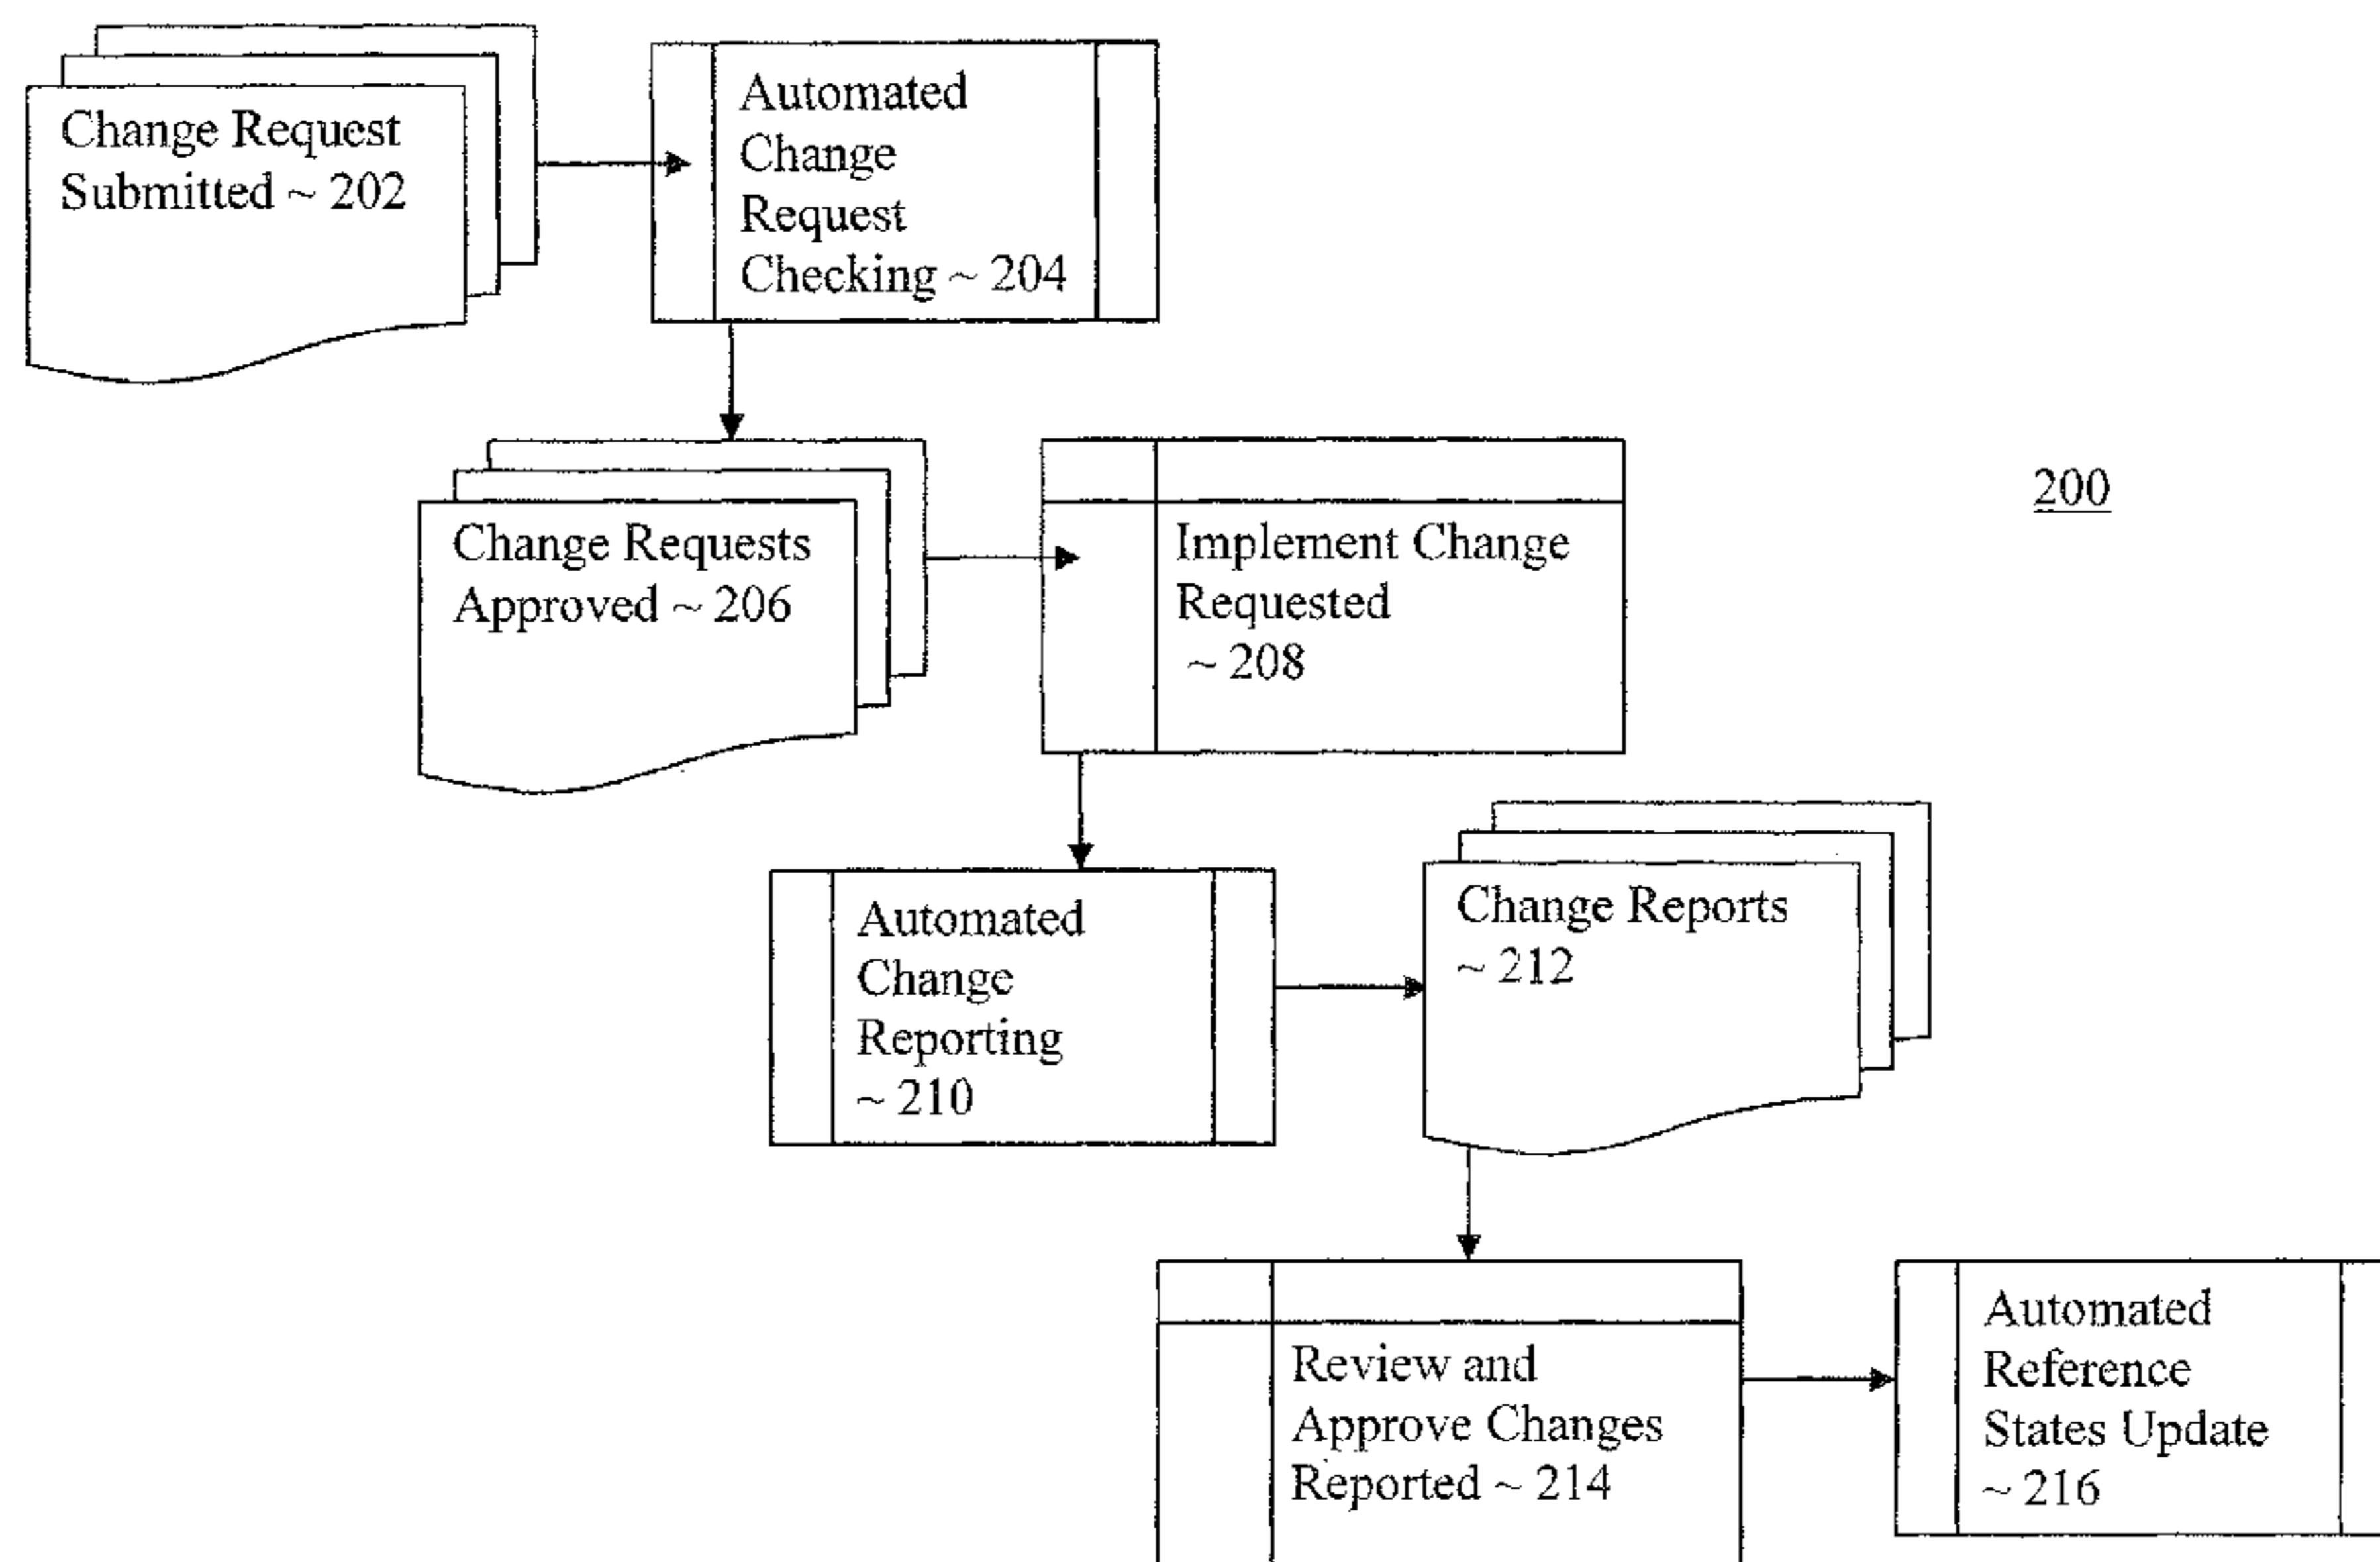 Change Request
Submitted ~ 202
Automated
Change
Request
Checking ~ 204
Change Requests
Approved ~ 206
Implement Change
Requested
~ 208
200
Automated
Change
Reporting
~ 210
Change Reports
~ 212
Review and
Approve Changes
Reported ~ 214
Automated
Reference
States Update
~ 216